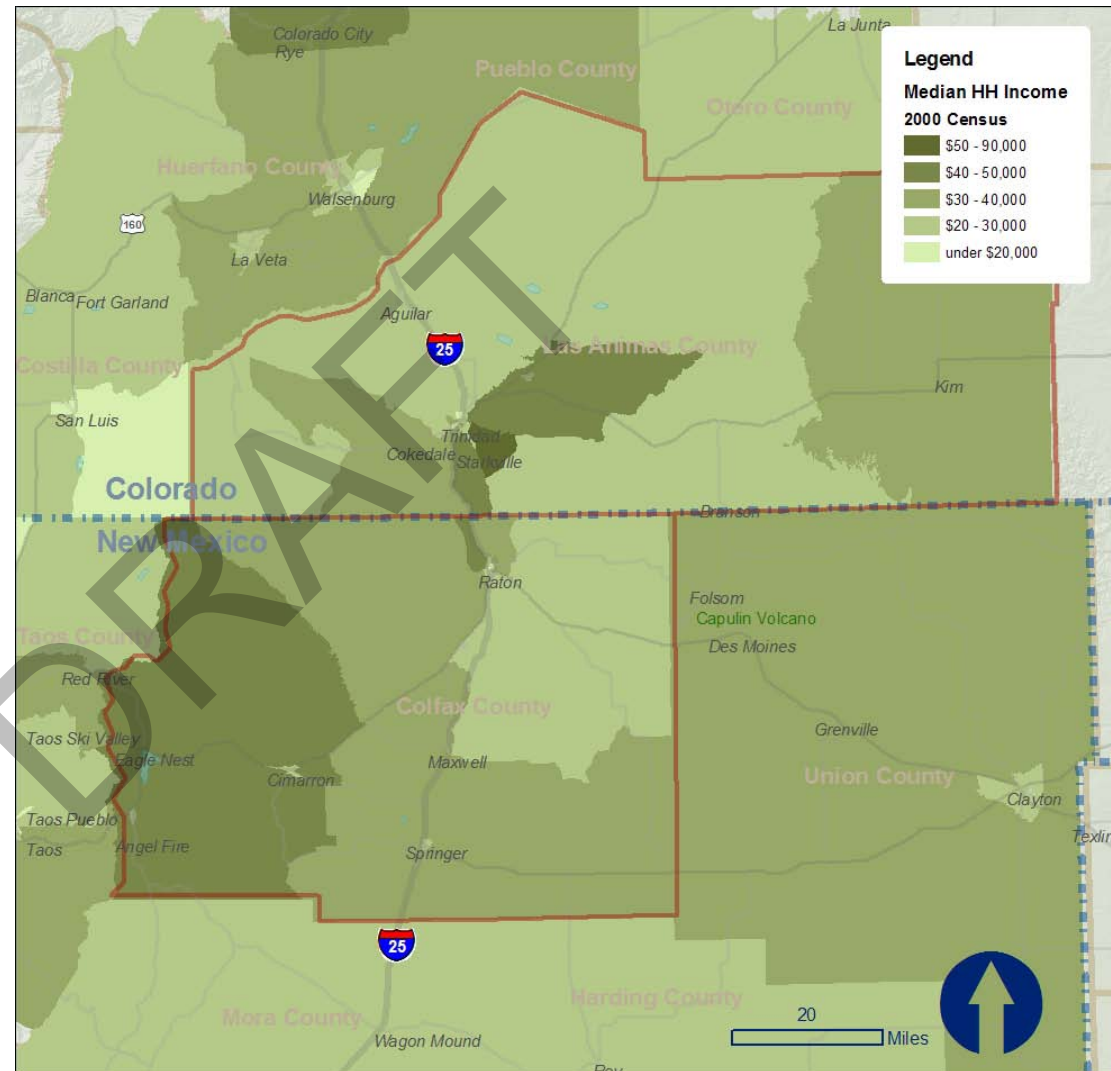 Colorado City
Rye
La Junta
Pueblo County
Otero County
Legend
Median HH Income
2000 Census
$50 - 90,000
$40 - 50,000
$30 - 40,000
$20 - 30,000
under $20,000
Huerfano County
Walsenburg
160
La Veta
Blanca
Fort Garland
Aguilar
25
Las Animas County
Costilla County
Kim
San Luis
Trinidad
Cokedale
Starkville
Colorado
New Mexico
Branson
Raton
Folsom
Capulin Volcano
Des Moines
Taos County
Red River
Colfax County
Taos Ski Valley
Eagle Nest
Grenville
Maxwell
Cimarron
Union County
Clayton
Taos Pueblo
Taos
Angel Fire
Springer
25
Harding County
Mora County
20
Miles
Wagon Mound
DRAFT